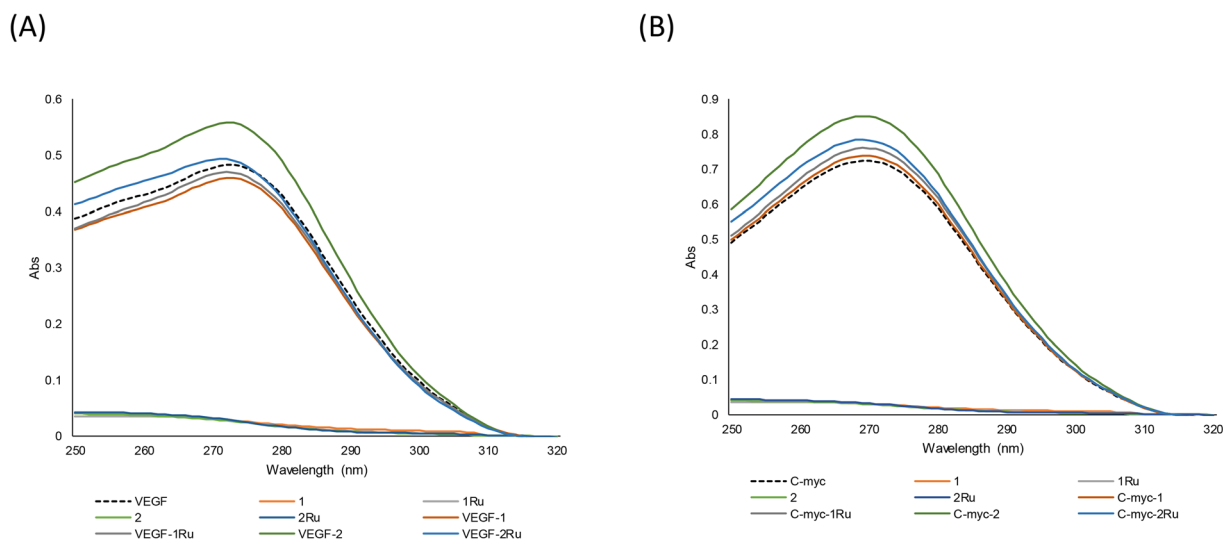 (A)
(B)
0.6
0.5
0.4
0.3
0.2
0.1
0
Abs
250
260
270
280
290
300
310
320
Wavelength (nm)
VEGF
1
1Ru
2
2Ru
VEGF-1
VEGF-1Ru
VEGF-2
VEGF-2Ru
0.9
0.8
0.7
0.6
0.5
0.4
0.3
0.2
0.1
0
Abs
250
260
270
280
290
300
310
320
Wavelength (nm)
C-myc
1
1Ru
2
2Ru
C-myc-1
C-myc-1Ru
C-myc-2
C-myc-2Ru